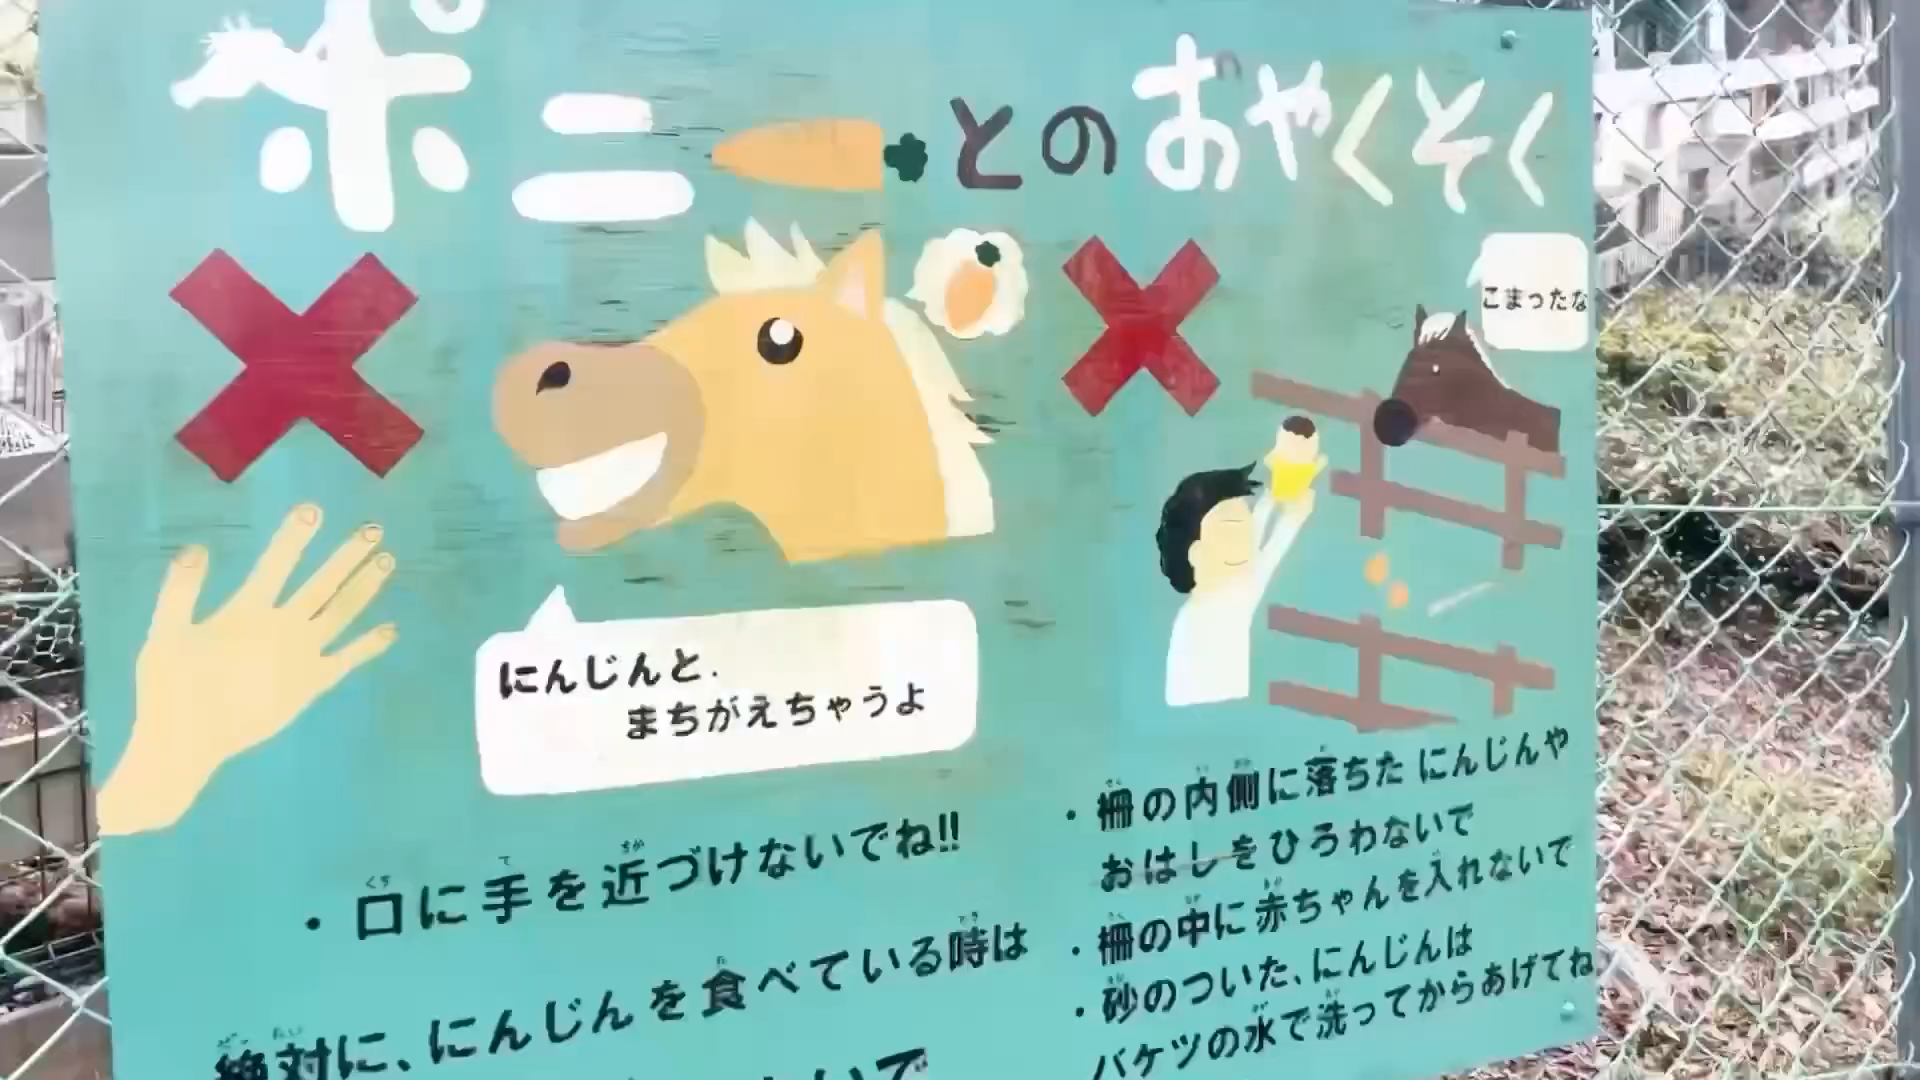 ポニーとのおやくそく
にんじんと、
まちがえちゃうよ
・口に手を近づけないでね!!
絶対に、にんじんを食べている時は
いで
こまったな
・柵の内側に落ちたにんじんや
おはしをひろわないで
・柵の中に赤ちゃんを入れないで
・砂のついた、にんじんは
バケツの水で洗ってからあげてね